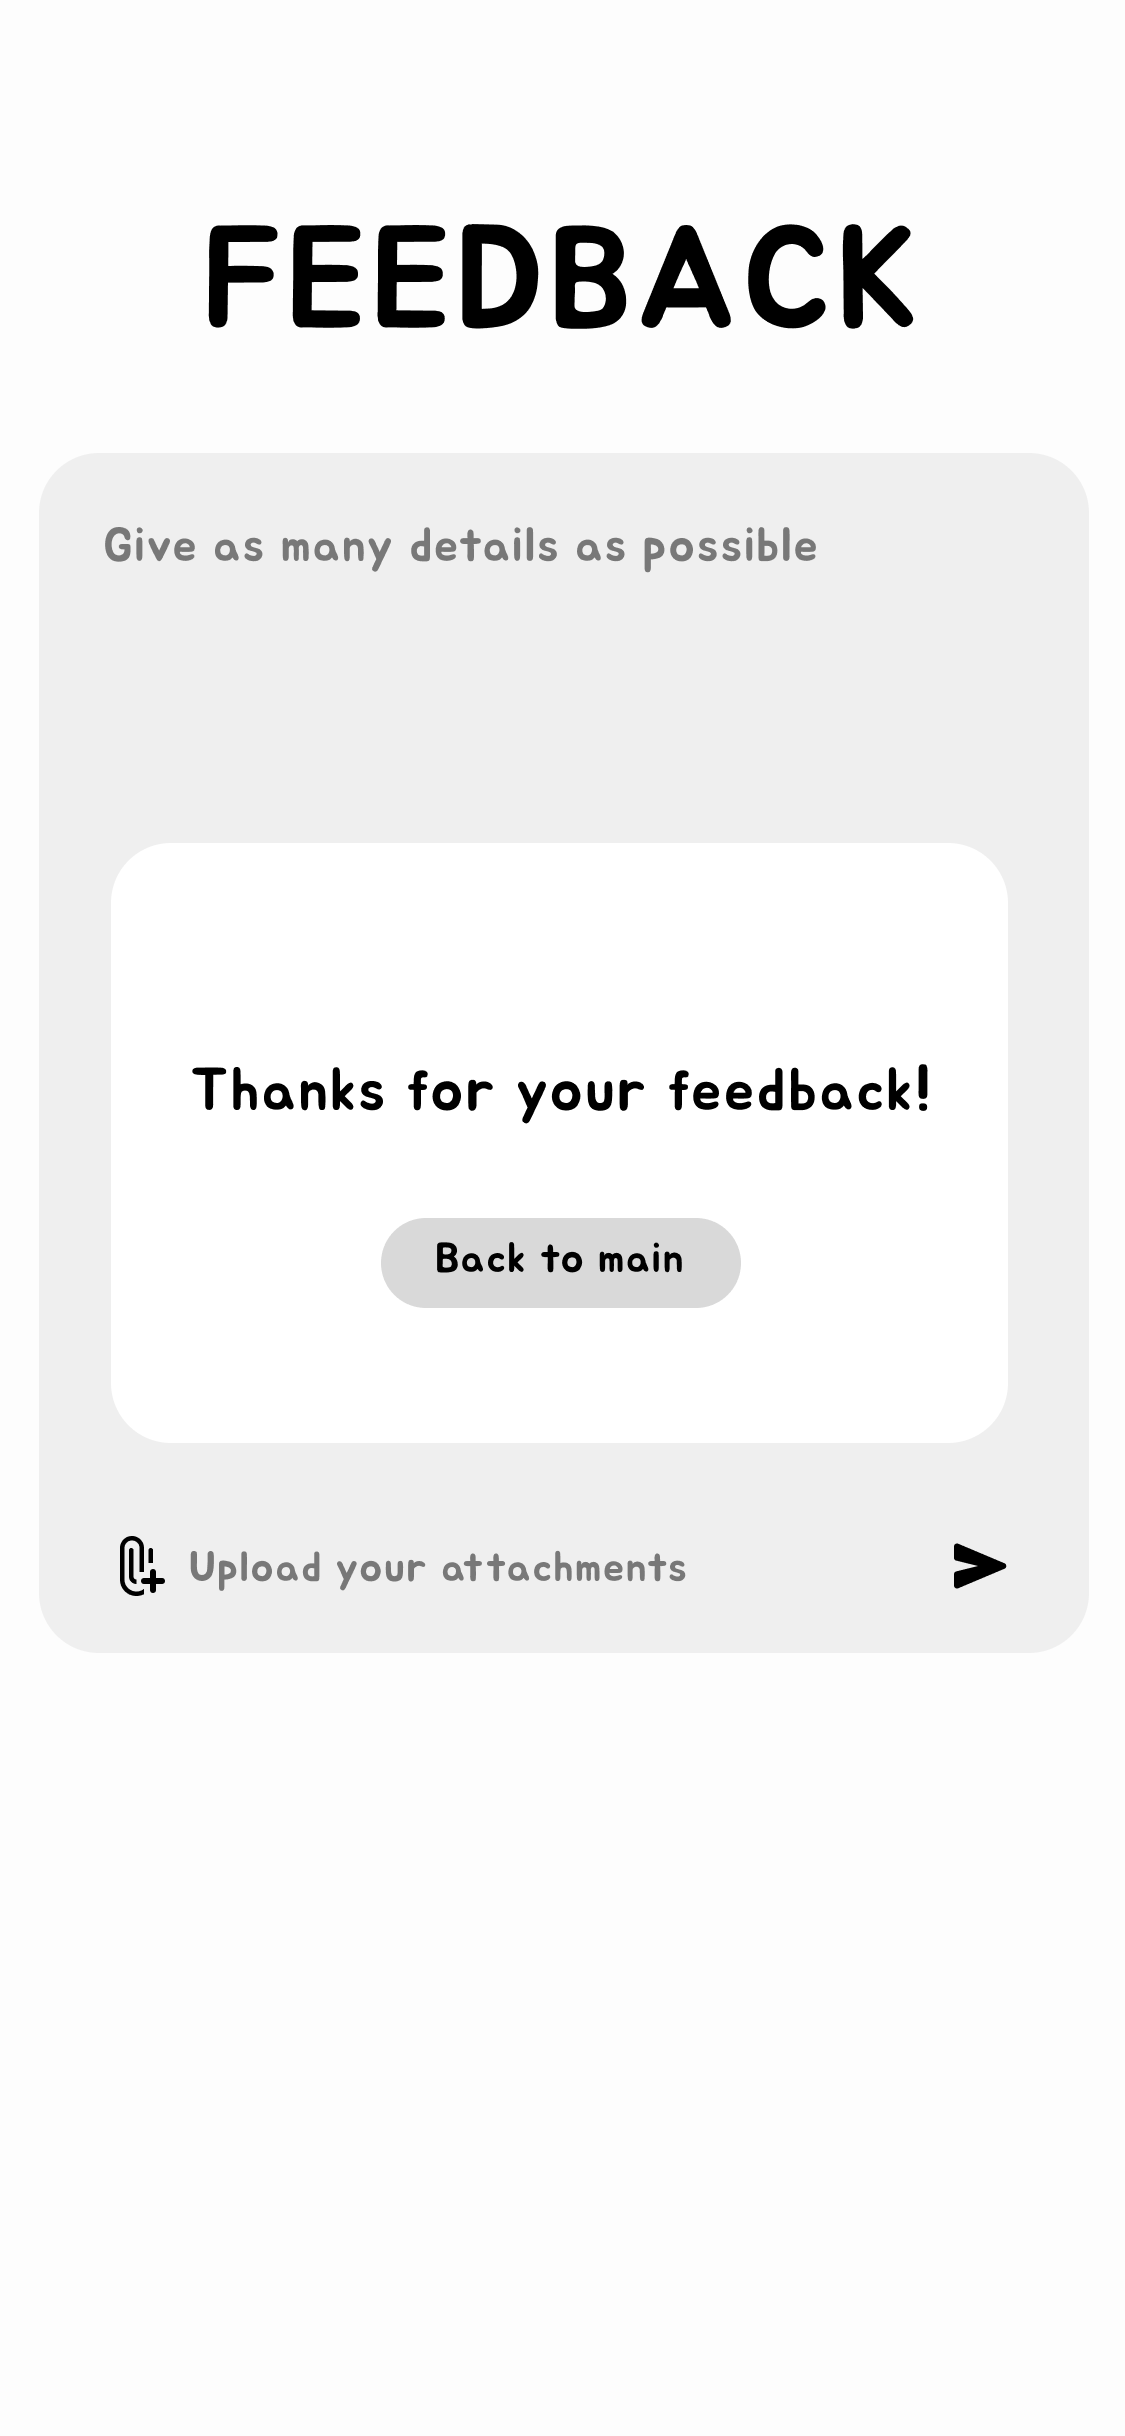 FEEDBACK
Give as many details as possible
Thanks for your feedback!
Back to main
Upload your attachments